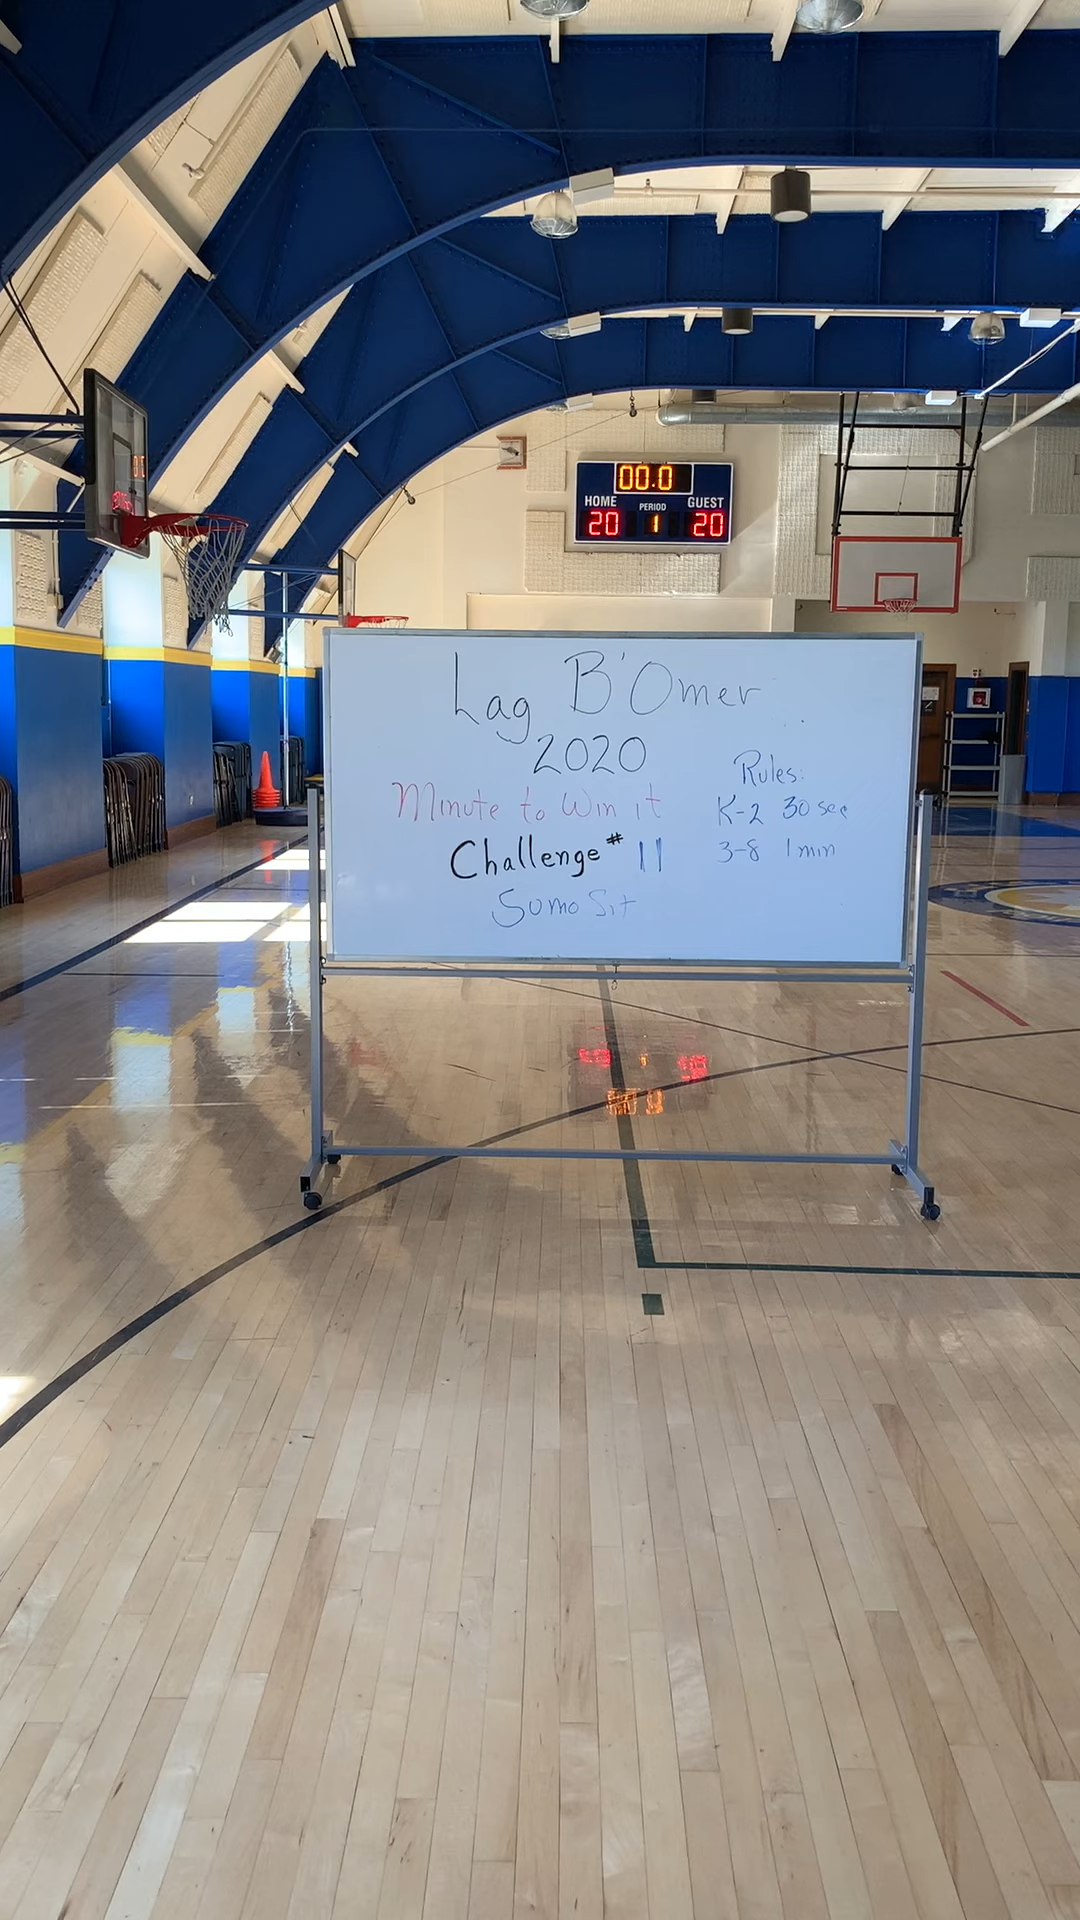 00.0
HOME PERIOD GUEST
20 1 20
Lag B'Omer
2020
Minute to Win it
Challenge # 11
Sumo Sit
Rules:
K-2 30 sec
3-8 1 min